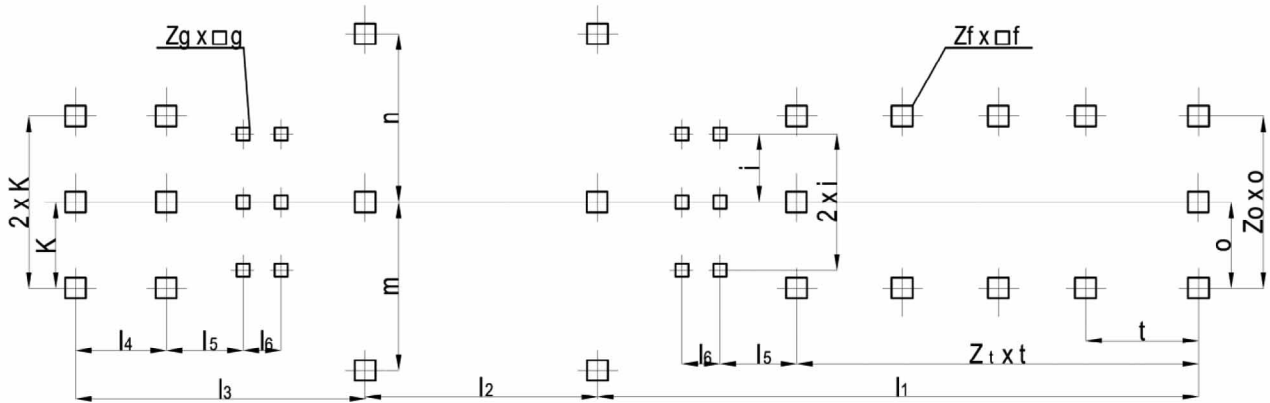 Zg x □ g
Zf x □ f
n
i
2 x i
2 x K
K
Zo x o
o
m
l4
l5
l6
l6
l5
t
Zt x t
l3
l2
l1